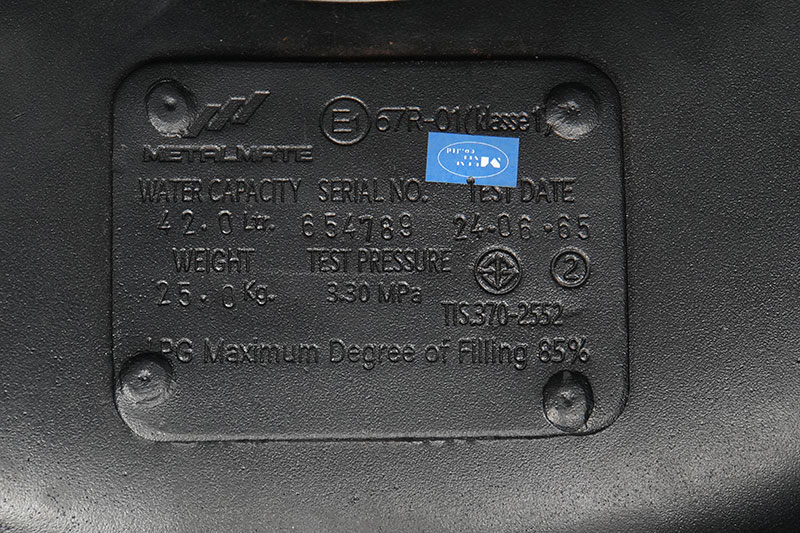 E1 67R-01(Klasse1)
METALMATE
WATER CAPACITY SERIAL NO. TEST DATE
42.0 Ltr. 654789 24-06-65
WEIGHT TEST PRESSURE
25.0 Kg. 3.30 MPa 2
TIS.370-2552
LPG Maximum Degree of Filling 85%